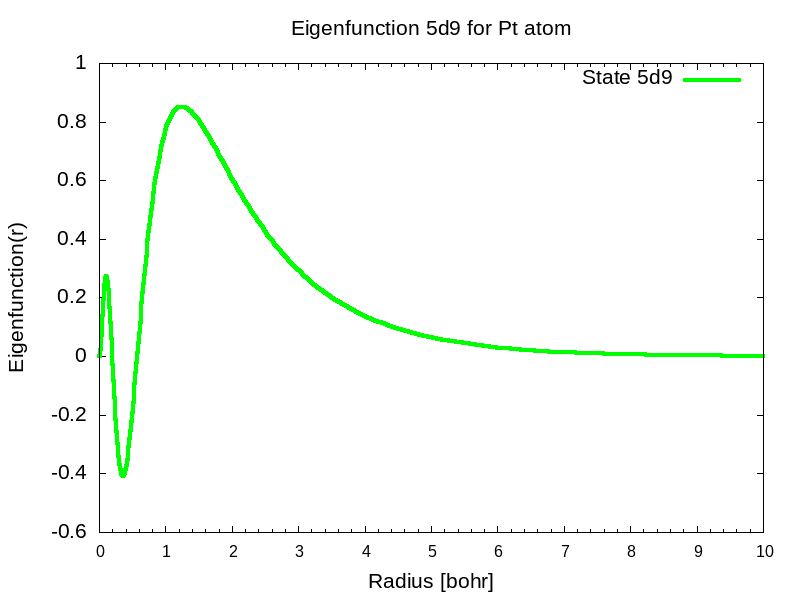 Eigenfunction 5d9 for Pt atom
State 5d9
1
0.8
0.6
0.4
0.2
0
-0.2
-0.4
-0.6
Eigenfunction(r)
0 1 2 3 4 5 6 7 8 9 10
Radius [bohr]